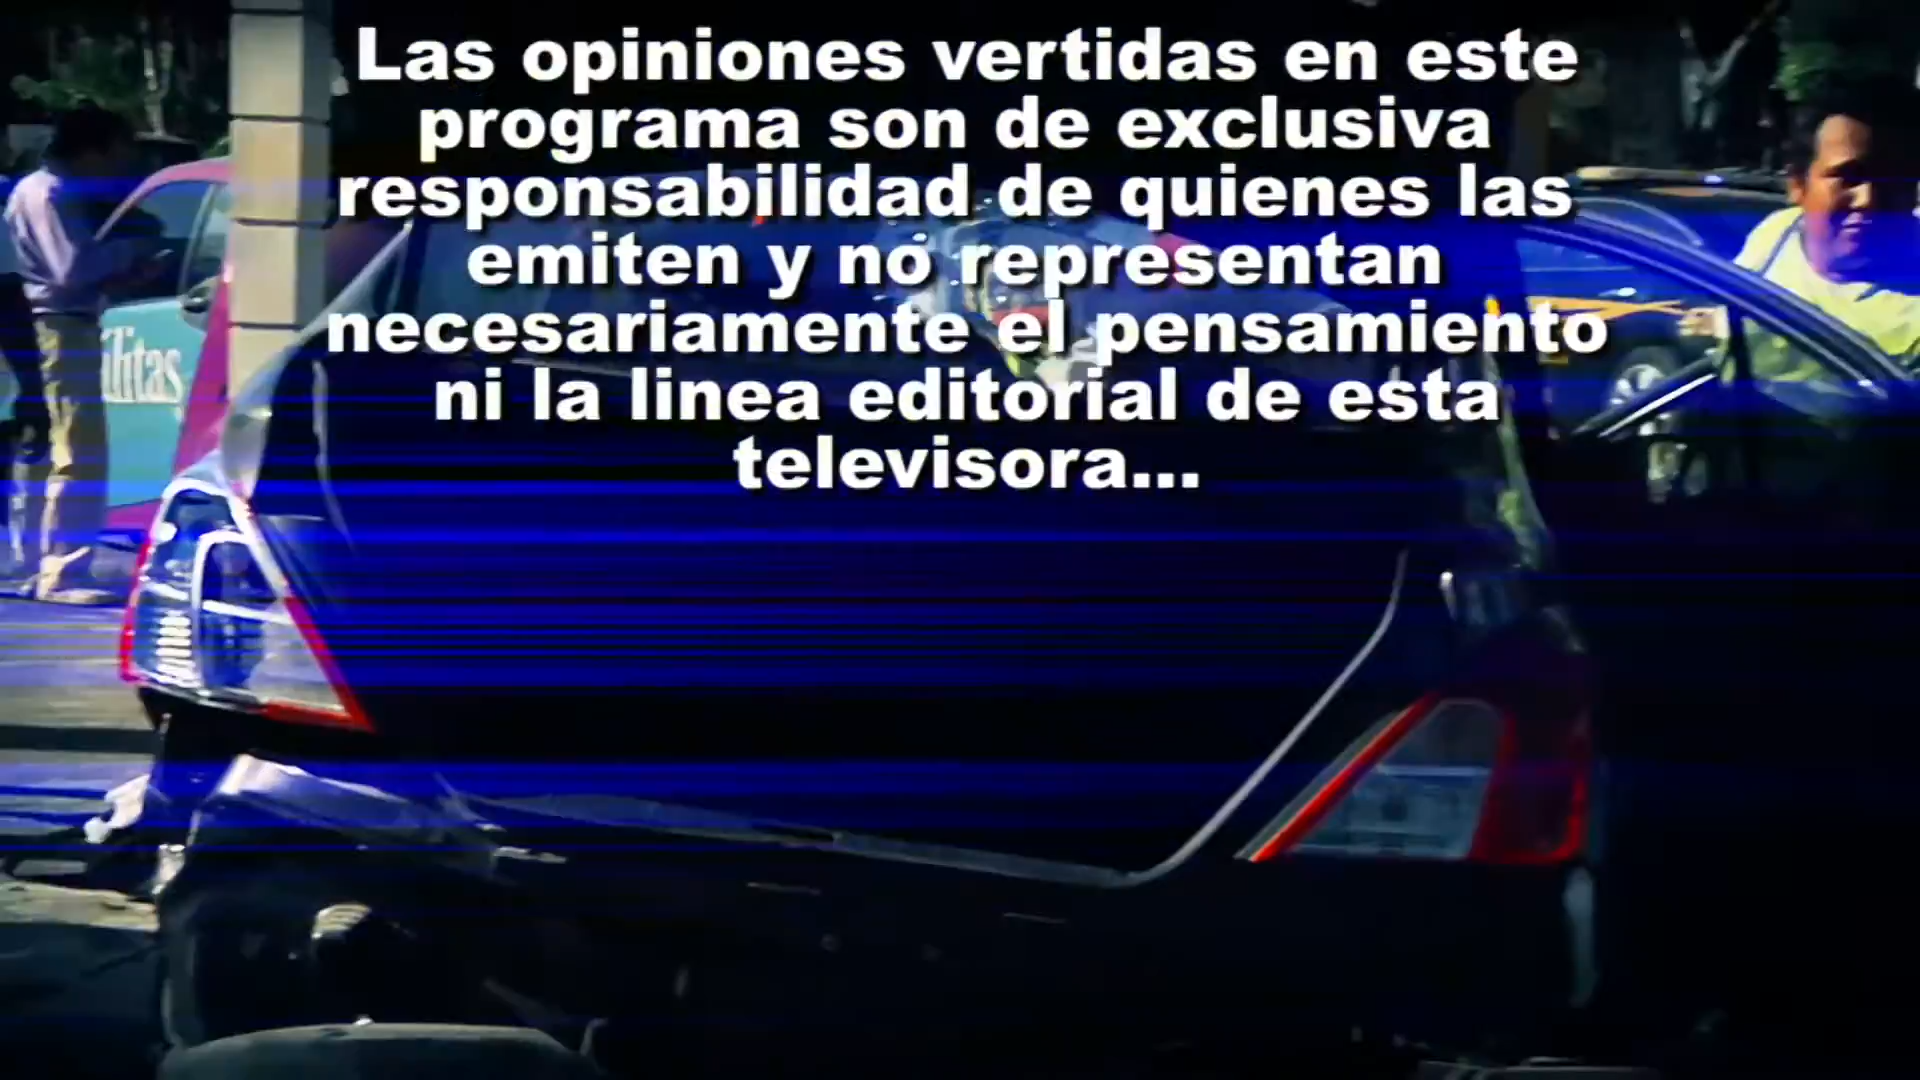 Las opiniones vertidas en este
programa son de exclusiva
responsabilidad de quienes las
emiten y no representan
necesariamente el pensamiento
ni la linea editorial de esta
televisora...
ilitas